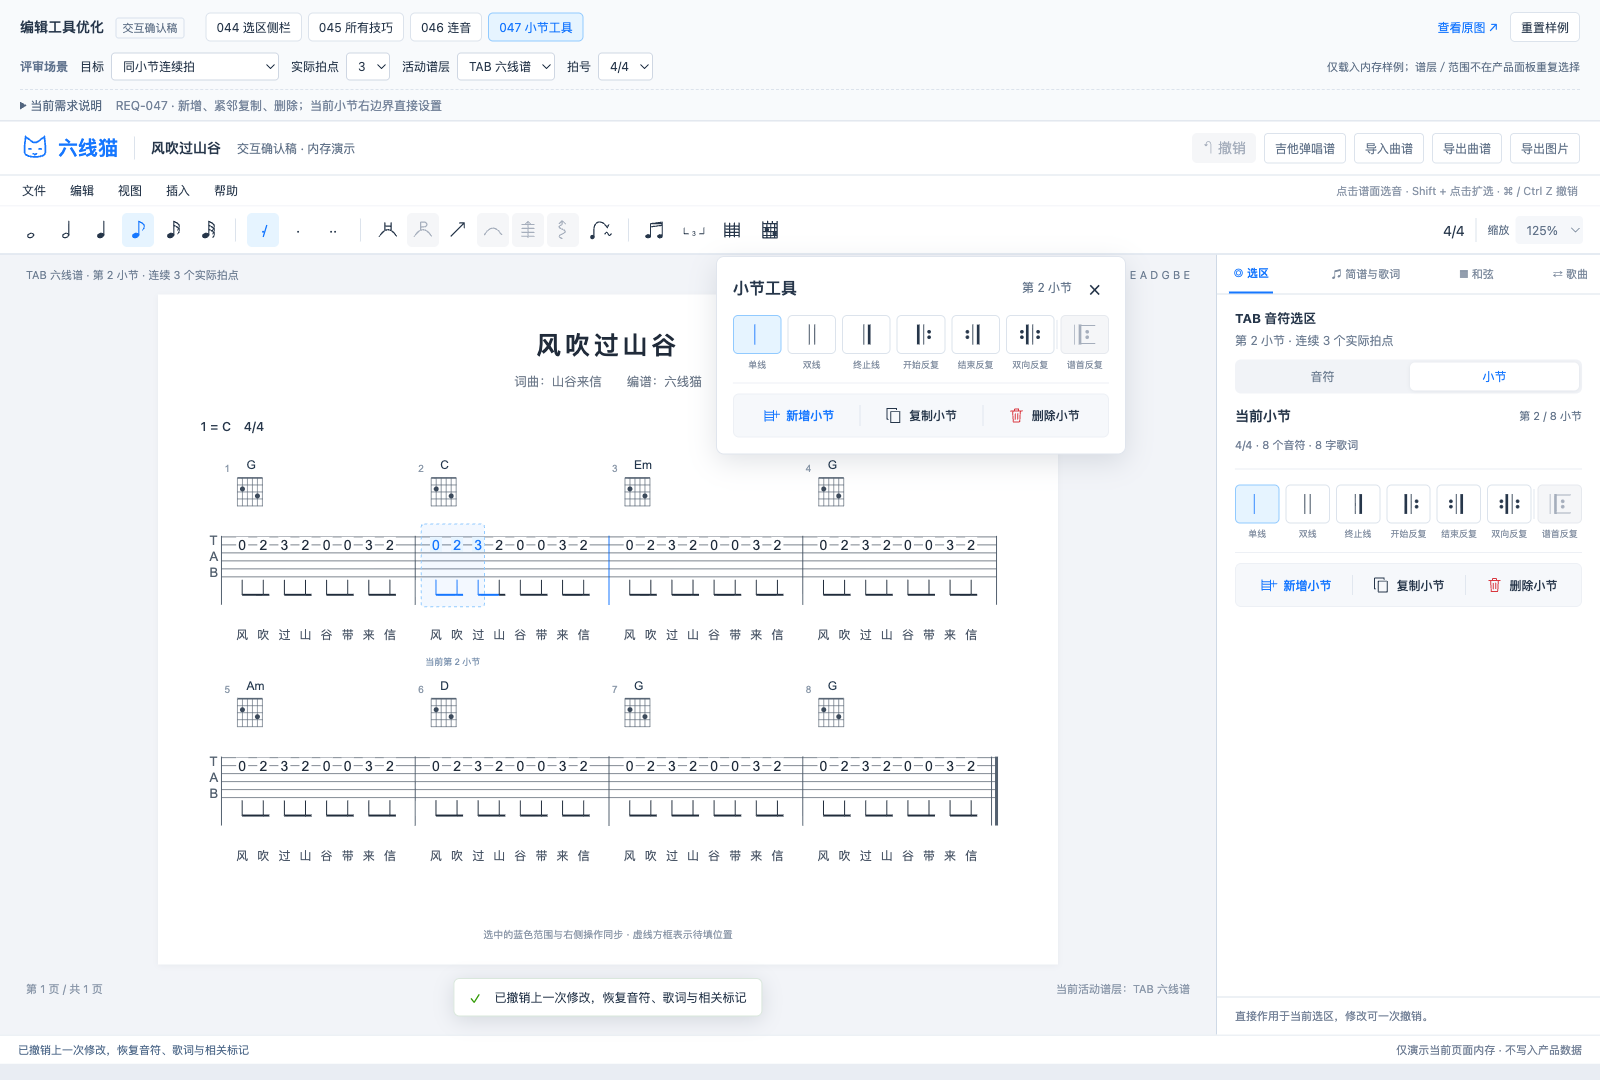 编辑工具优化 交互确认稿 044 选区侧栏 045 所有技巧 046 连音 047 小节工具 查看原图 ↗ 重置样例
评审场景 目标 同小节连续拍 实际拍点 3 活动谱层 TAB 六线谱 拍号 4/4 仅载入内存样例；谱层 / 范围不在产品面板重复选择
当前需求说明 REQ-047 · 新增、紧邻复制、删除；当前小节右边界直接设置
六线猫 风吹过山谷 交互确认稿 · 内存演示 撤销 吉他弹唱谱 导入曲谱 导出曲谱 导出图片
文件 编辑 视图 插入 帮助 点击谱面选音 · Shift + 点击扩选 · ⌘ / Ctrl Z 撤销
4/4 缩放 125%
TAB 六线谱 · 第 2 小节 · 连续 3 个实际拍点 E A D G B E
小节工具 第 2 小节
单线 双线 终止线 开始反复 结束反复 双向反复 谱首反复
新增小节 复制小节 删除小节
风吹过山谷
词曲：山谷来信 编谱：六线猫
1 = C 4/4
1 G 2 C 3 Em 4 G
T
A
B
0 2 3 2 0 0 3 2 0 2 3 2 0 0 3 2 0 2 3 2 0 0 3 2 0 2 3 2 0 0 3 2
风 吹 过 山 谷 带 来 信 风 吹 过 山 谷 带 来 信 风 吹 过 山 谷 带 来 信 风 吹 过 山 谷 带 来 信
当前第 2 小节
5 Am 6 D 7 G 8 G
T
A
B
0 2 3 2 0 0 3 2 0 2 3 2 0 0 3 2 0 2 3 2 0 0 3 2 0 2 3 2 0 0 3 2
风 吹 过 山 谷 带 来 信 风 吹 过 山 谷 带 来 信 风 吹 过 山 谷 带 来 信 风 吹 过 山 谷 带 来 信
选中的蓝色范围与右侧操作同步 · 虚线方框表示待填位置
第 1 页 / 共 1 页 当前活动谱层：TAB 六线谱
已撤销上一次修改，恢复音符、歌词与相关标记
选区 简谱与歌词 和弦 歌曲
TAB 音符选区
第 2 小节 · 连续 3 个实际拍点
音符 小节
当前小节 第 2 / 8 小节
4/4 · 8 个音符 · 8 字歌词
单线 双线 终止线 开始反复 结束反复 双向反复 谱首反复
新增小节 复制小节 删除小节
直接作用于当前选区，修改可一次撤销。
已撤销上一次修改，恢复音符、歌词与相关标记 仅演示当前页面内存 · 不写入产品数据